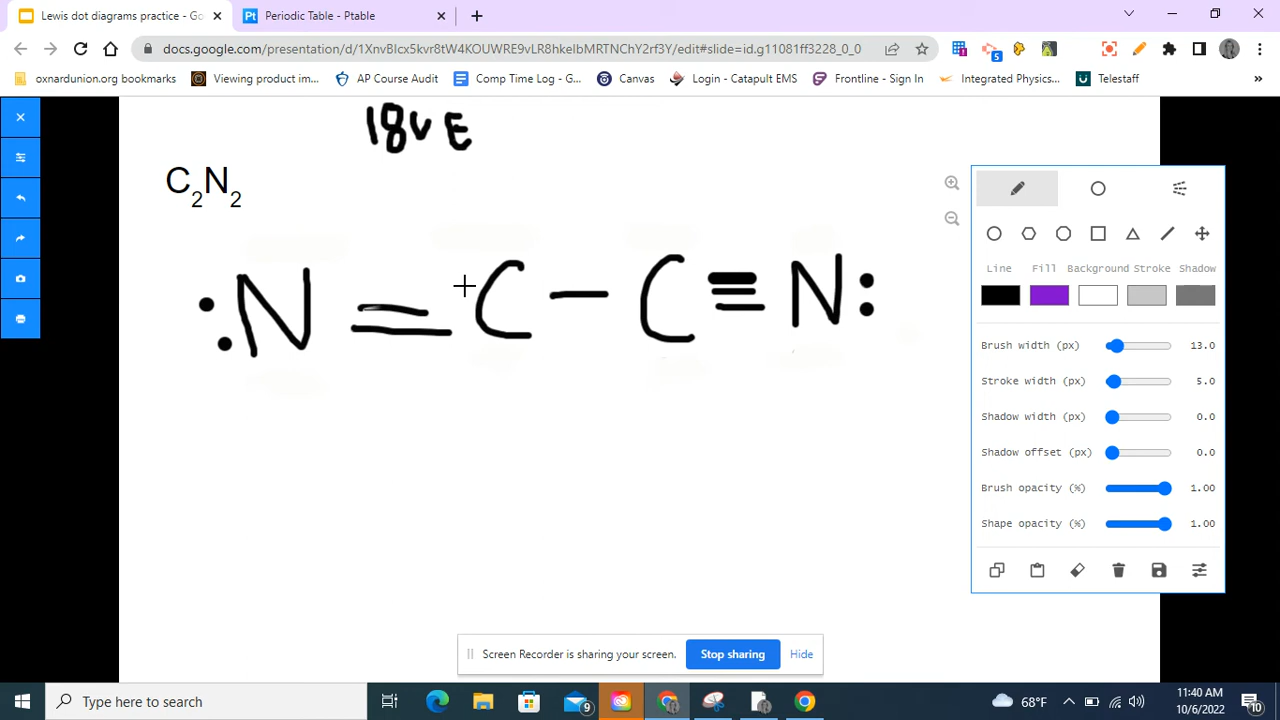 Lewis dot diagrams practice - Go
Periodic Table - Ptable
docs.google.com/presentation/d/1XnvBlcx5kvr8tW4KOUWRE9vLR8hkelbMRTNChY2rf3Y/edit#slide=id.g11081ff3228_0_0
oxnardunion.org bookmarks
Viewing product im...
AP Course Audit
Comp Time Log - G...
Canvas
Login - Catapult EMS
Frontline - Sign In
Integrated Physics...
Telestaff
»
18 V E
C₂N₂
:N = C - C ≡ N:
Line Fill Background Stroke Shadow
Brush width (px) 13.0
Stroke width (px) 5.0
Shadow width (px) 0.0
Shadow offset (px) 0.0
Brush opacity (%) 1.00
Shape opacity (%) 1.00
Screen Recorder is sharing your screen. Stop sharing Hide
Type here to search
9
68°F
11:40 AM
10/6/2022
10